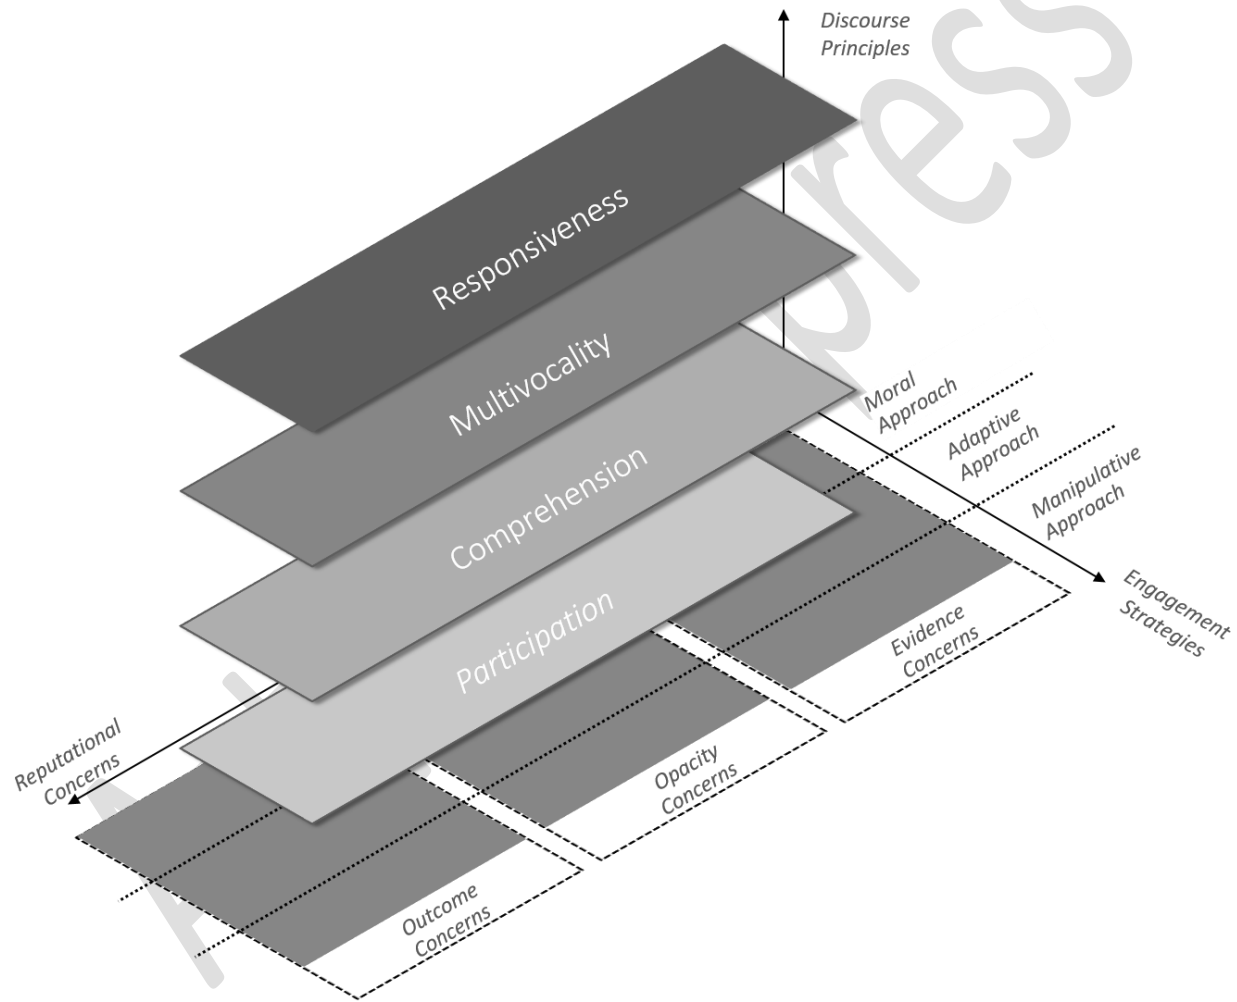 Discourse
Principles
Responsiveness
Multivocality
Comprehension
Participation
Moral
Approach
Adaptive
Approach
Manipulative
Approach
Engagement
Strategies
Evidence
Concerns
Opacity
Concerns
Outcome
Concerns
Reputational
Concerns
press